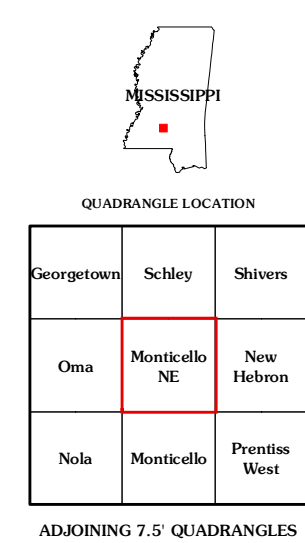 MISSISSIPPI
QUADRANGLE LOCATION
Georgetown Schley Shivers
Oma Monticello NE New Hebron
Nola Monticello Prentiss West
ADJOINING 7.5' QUADRANGLES